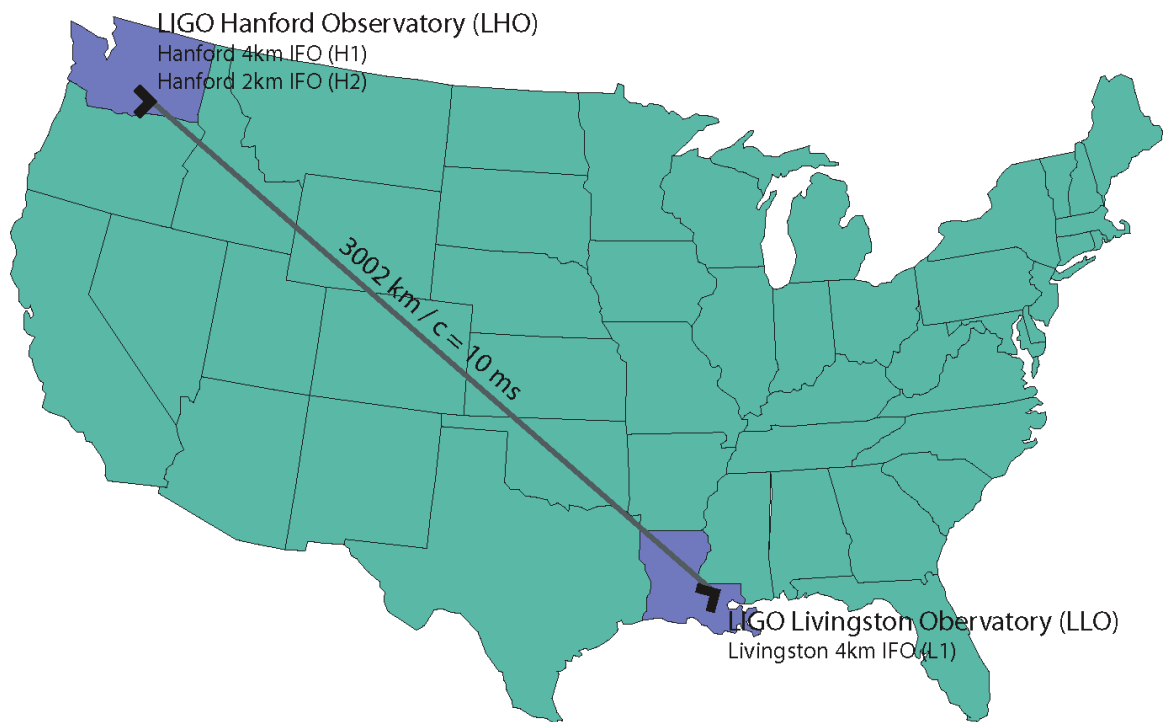 LIGO Hanford Observatory (LHO)
Hanford 4km IFO (H1)
Hanford 2km IFO (H2)
3002 km / c = 10 ms
LIGO Livingston Obervatory (LLO)
Livingston 4km IFO (L1)